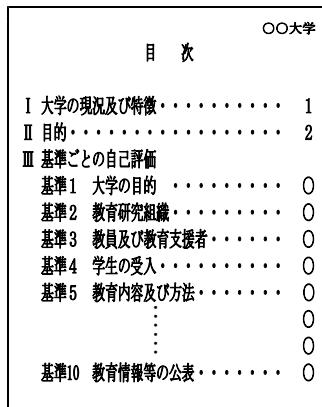 〇〇大学
目 次
Ⅰ 大学の現況及び特徴・・・・・・・・・・ 1
Ⅱ 目的・・・・・・・・・・・・・・・・・ 2
Ⅲ 基準ごとの自己評価
基準1 大学の目的 ・・・・・・・・・ 〇
基準2 教育研究組織・・・・・・・・・ 〇
基準3 教員及び教育支援者・・・・・・ 〇
基準4 学生の受入・・・・・・・・・・ 〇
基準5 教育内容及び方法・・・・・・・ 〇
： 〇
： 〇
基準10 教育情報等の公表・・・・・・・ 〇